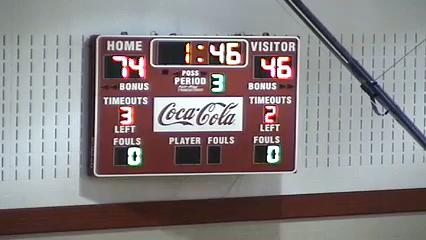 HOME 1:46 VISITOR
74 POSS 46
PERIOD 3
BONUS BONUS
TIMEOUTS Coca-Cola TIMEOUTS
3 2
LEFT LEFT
FOULS PLAYER FOULS FOULS
0 0